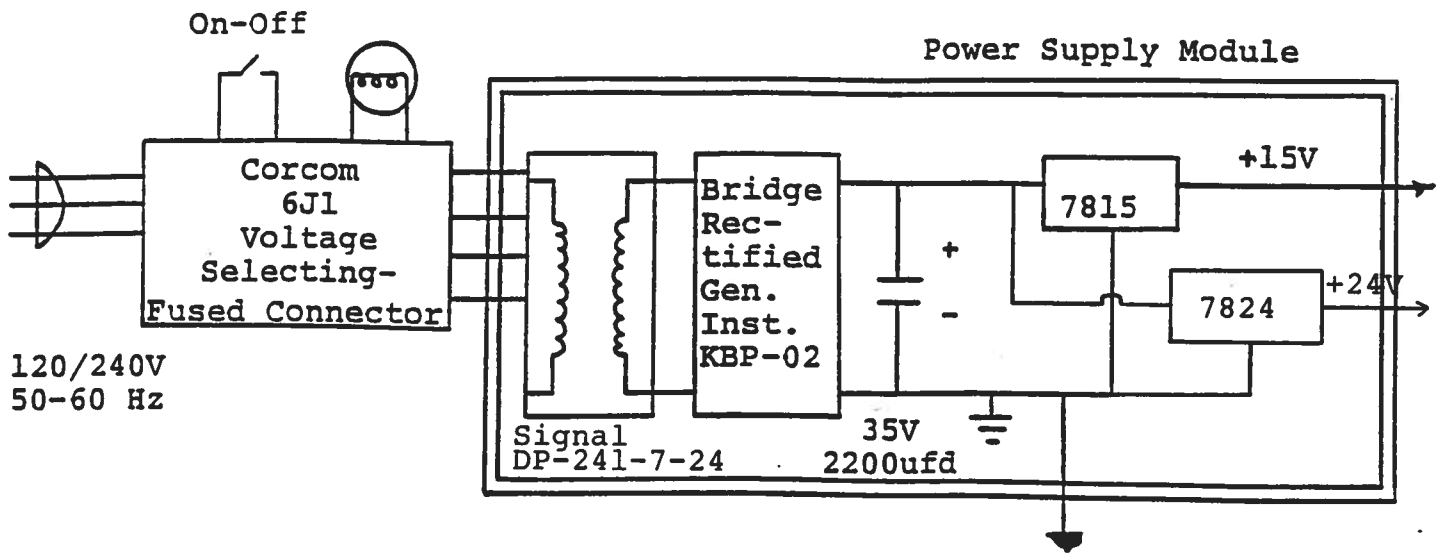 On-Off
Power Supply Module
Corcom
6J1
Voltage
Selecting-
Fused Connector
120/240V
50-60 Hz
Signal
DP-241-7-24
Bridge
Rec-
tified
Gen.
Inst.
KBP-02
+
-
35V
2200ufd
7815
+15V
7824
+24V